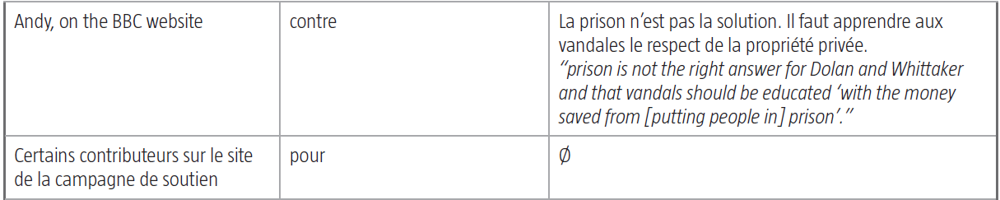 Andy, on the BBC website
contre
La prison n’est pas la solution. Il faut apprendre aux
vandales le respect de la propriété privée.
“prison is not the right answer for Dolan and Whittaker
and that vandals should be educated ‘with the money
saved from [putting people in] prison’.”
Certains contributeurs sur le site
de la campagne de soutien
pour
Ø